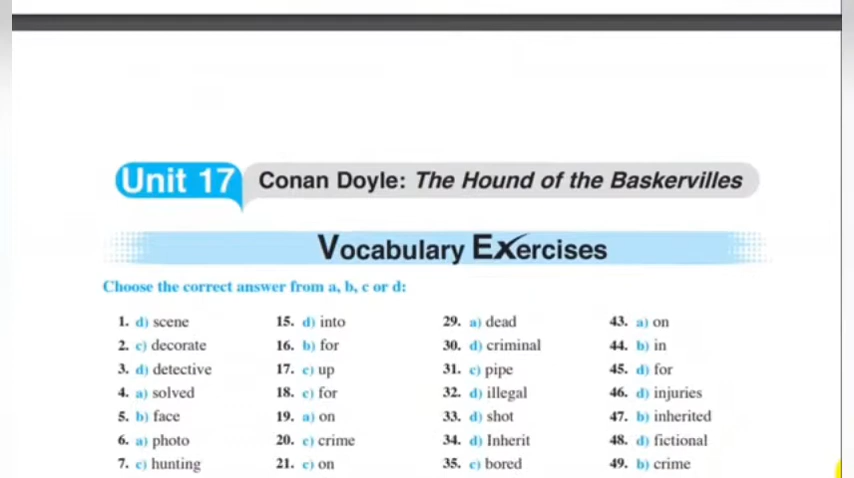 Unit 17 Conan Doyle: The Hound of the Baskervilles
Vocabulary Exercises
Choose the correct answer from a, b, c or d:
1. d) scene 15. d) into 29. a) dead 43. a) on
2. c) decorate 16. b) for 30. d) criminal 44. b) in
3. d) detective 17. c) up 31. c) pipe 45. d) for
4. a) solved 18. c) for 32. d) illegal 46. d) injuries
5. b) face 19. a) on 33. d) shot 47. b) inherited
6. a) photo 20. c) crime 34. d) Inherit 48. d) fictional
7. c) hunting 21. c) on 35. c) bored 49. b) crime